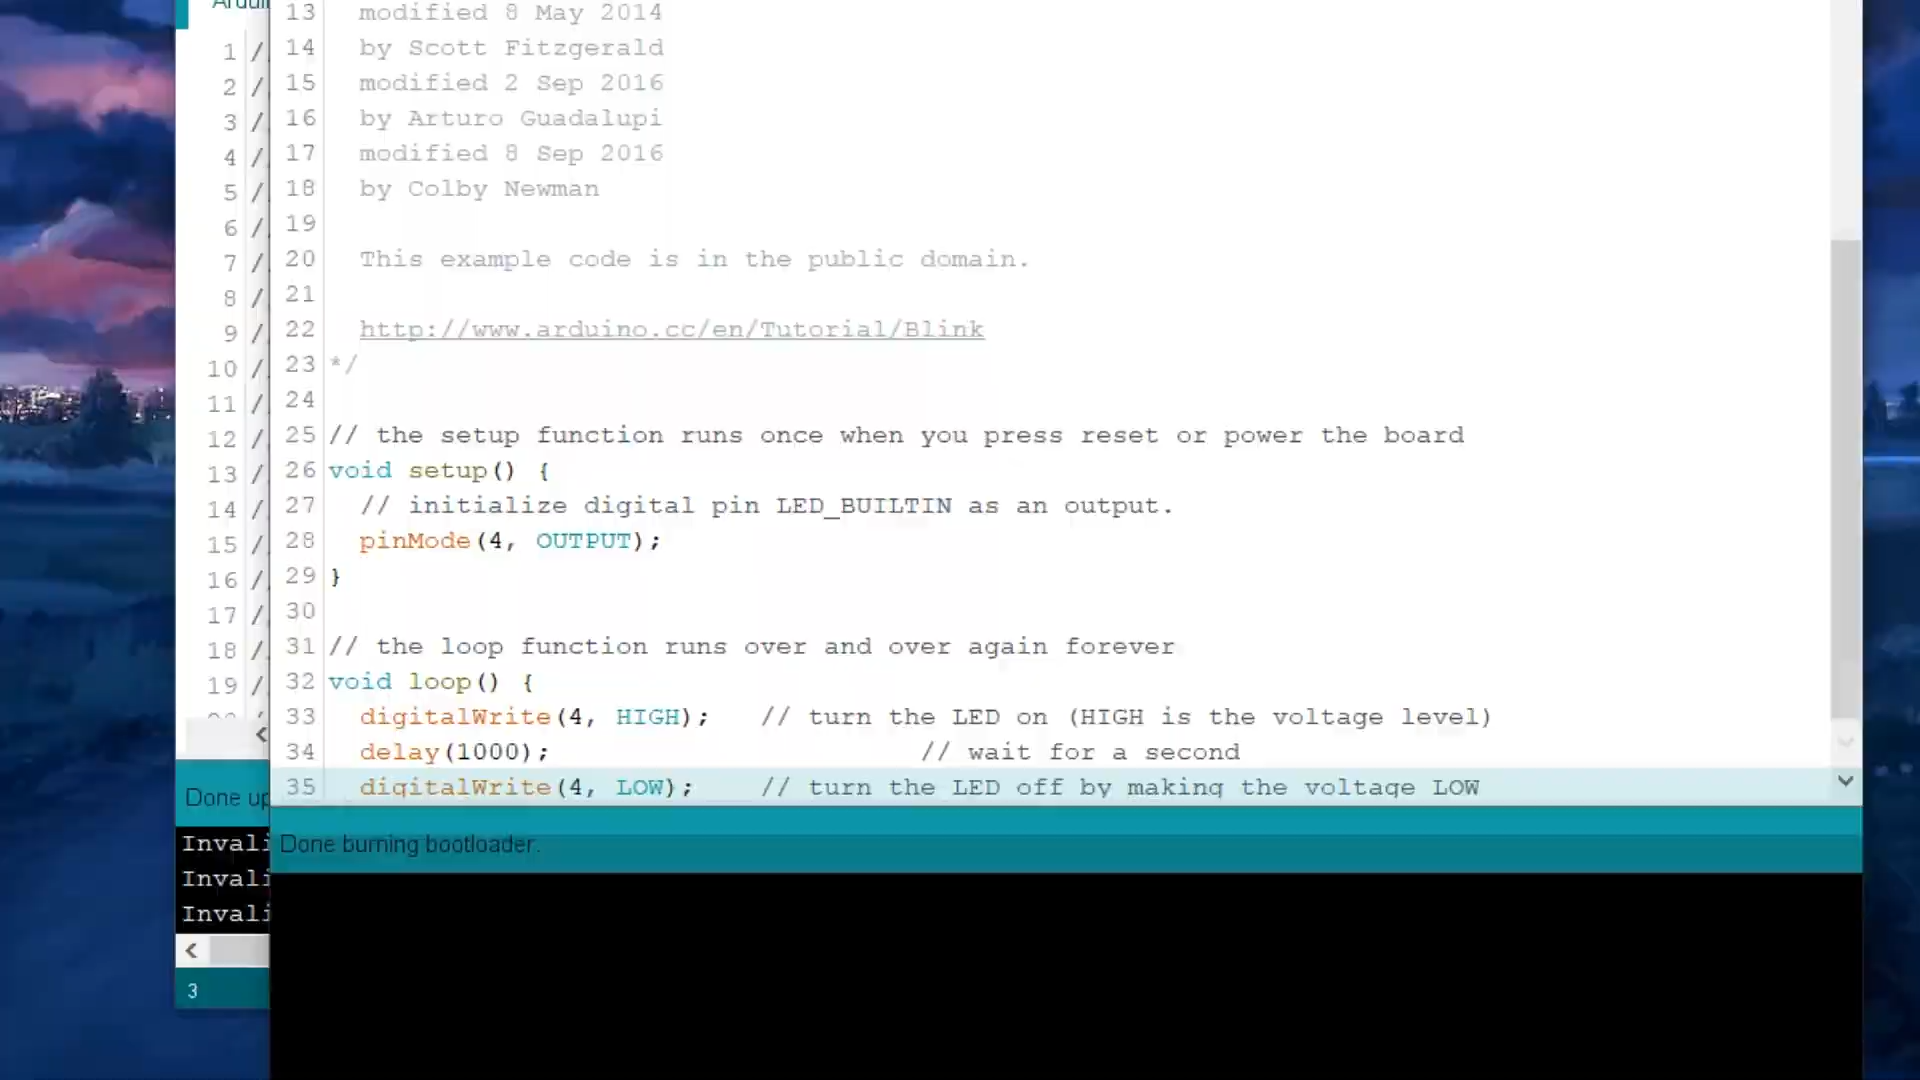 13 modified 8 May 2014
14 by Scott Fitzgerald
15 modified 2 Sep 2016
16 by Arturo Guadalupi
17 modified 8 Sep 2016
18 by Colby Newman
19
20 This example code is in the public domain.
21
22 http://www.arduino.cc/en/Tutorial/Blink
23 */
24
25 // the setup function runs once when you press reset or power the board
26 void setup() {
27 // initialize digital pin LED_BUILTIN as an output.
28 pinMode(4, OUTPUT);
29 }
30
31 // the loop function runs over and over again forever
32 void loop() {
33 digitalWrite(4, HIGH); // turn the LED on (HIGH is the voltage level)
34 delay(1000); // wait for a second
35 digitalWrite(4, LOW); // turn the LED off by making the voltage LOW
Done burning bootloader.
1 /
2 /
3 /
4 /
5 /
6 /
7 /
8 /
9 /
10 /
11 /
12 /
13 /
14 /
15 /
16 /
17 /
18 /
19 /
Done up
Invali
Invali
Invali
3